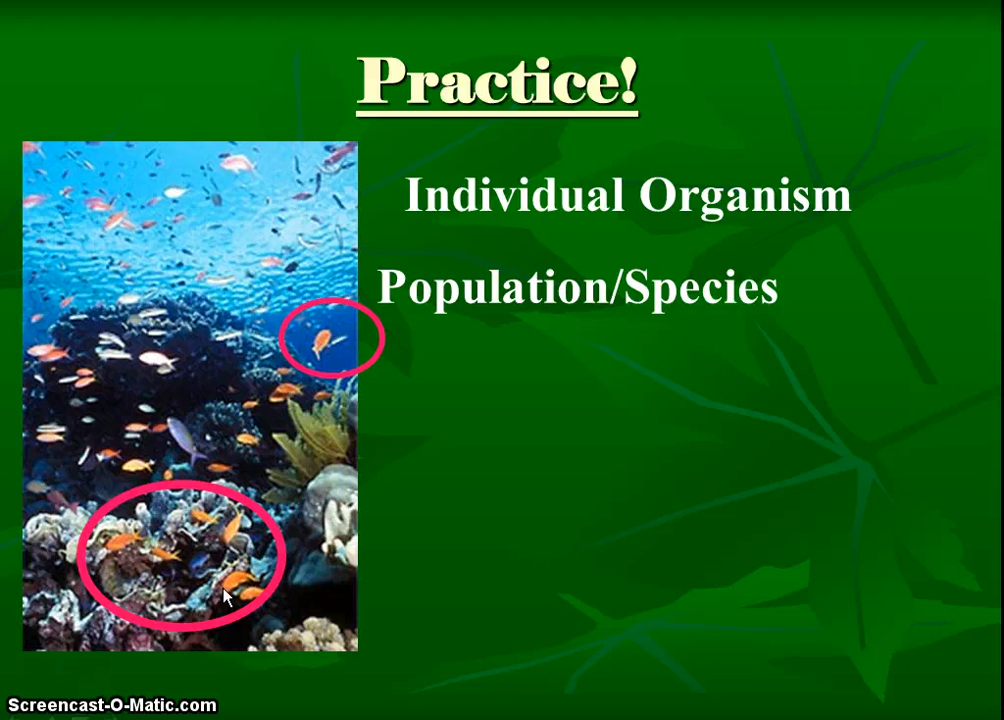 Practice!
Individual Organism
Population/Species
Screencast-O-Matic.com